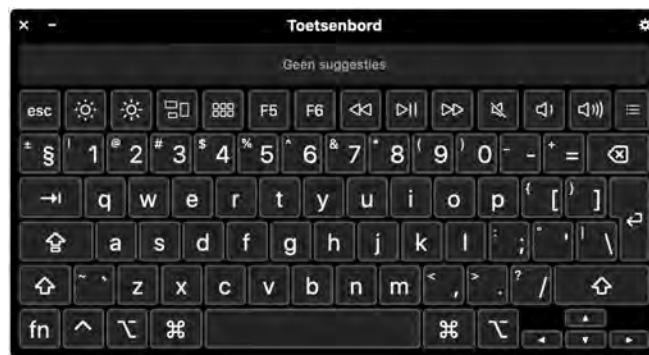 Toetsenbord
Geen suggesties
esc F5 F6
± § ! 1 @ 2 # 3 $ 4 % 5 ^ 6 & 7 * 8 ( 9 ) 0 - - + =
q w e r t y u i o p { [ } ]
a s d f g h j k l : ; " ' | \
~ ` z x c v b n m < , > . ? /
fn ^ ⌥ ⌘ ⌘ ⌥